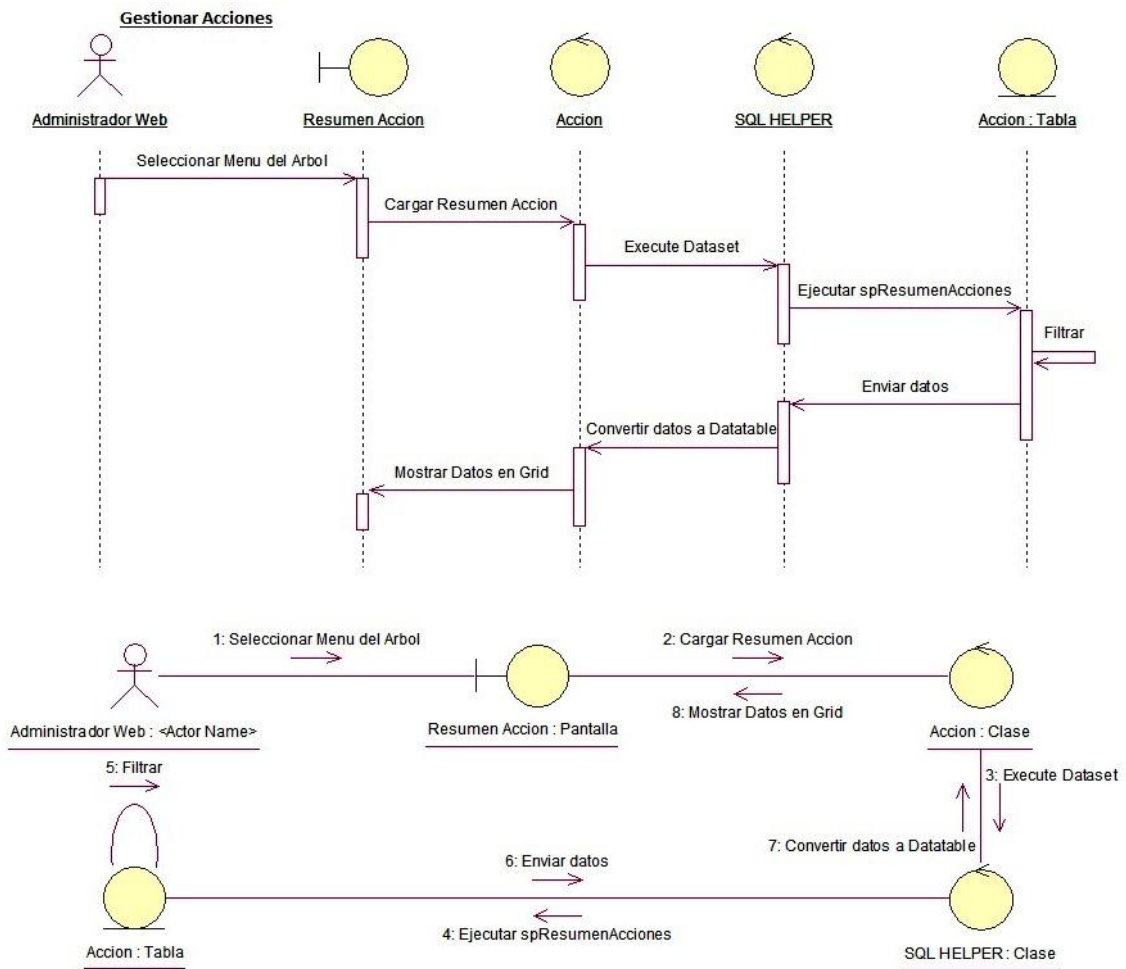 Gestionar Acciones
Administrador Web
Resumen Accion
Accion
SQL HELPER
Accion : Tabla
Seleccionar Menu del Arbol
Cargar Resumen Accion
Execute Dataset
Ejecutar spResumenAcciones
Filtrar
Enviar datos
Convertir datos a Datatable
Mostrar Datos en Grid
1: Seleccionar Menu del Arbol
2: Cargar Resumen Accion
8: Mostrar Datos en Grid
Administrador Web : <Actor Name>
Resumen Accion : Pantalla
Accion : Clase
5: Filtrar
3: Execute Dataset
7: Convertir datos a Datatable
6: Enviar datos
4: Ejecutar spResumenAcciones
Accion : Tabla
SQL HELPER : Clase